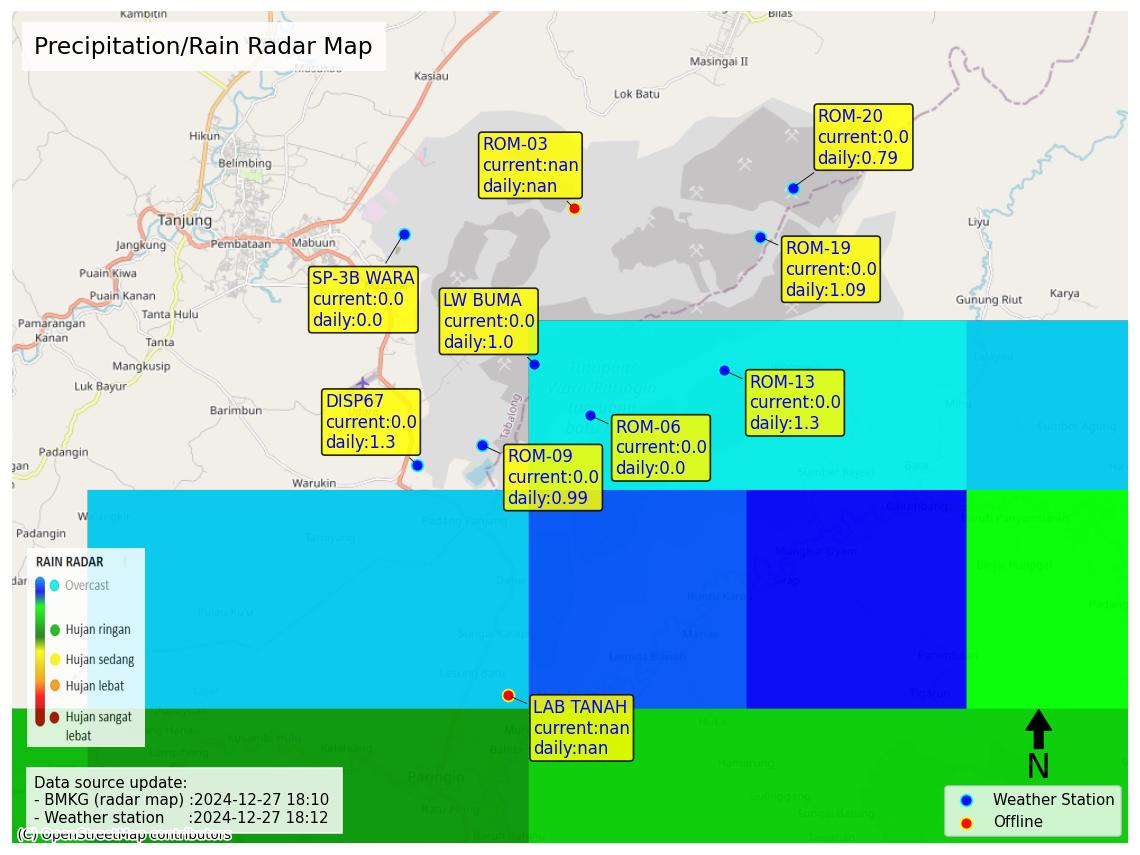 Kambitin
Bilas
Precipitation/Rain Radar Map
Masukau
Kasiau
Masingai II
Lok Batu
Hikun
Belimbing
ROM-03
current:nan
daily:nan
ROM-20
current:0.0
daily:0.79
Tanjung
Jangkung
Pembataan
Mabuun
Liyu
Puain Kiwa
Puain Kanan
Tanta Hulu
SP-3B WARA
current:0.0
daily:0.0
LW BUMA
current:0.0
daily:1.0
ROM-19
current:0.0
daily:1.09
Gunung Riut
Karya
Pamarangan
Kanan
Tanta
Mangkusip
Luk Bayur
Barimbun
DISP67
current:0.0
daily:1.3
Tabalong
ROM-13
current:0.0
daily:1.3
ROM-06
current:0.0
daily:0.0
ROM-09
current:0.0
daily:0.99
Padangin
Warukin
Padangin
RAIN RADAR
Overcast
Hujan ringan
Hujan sedang
Hujan lebat
Hujan sangat
lebat
LAB TANAH
current:nan
daily:nan
Paringin
N
Data source update:
- BMKG (radar map) :2024-12-27 18:10
- Weather station :2024-12-27 18:12
(C) OpenStreetMap contributors
Weather Station
Offline